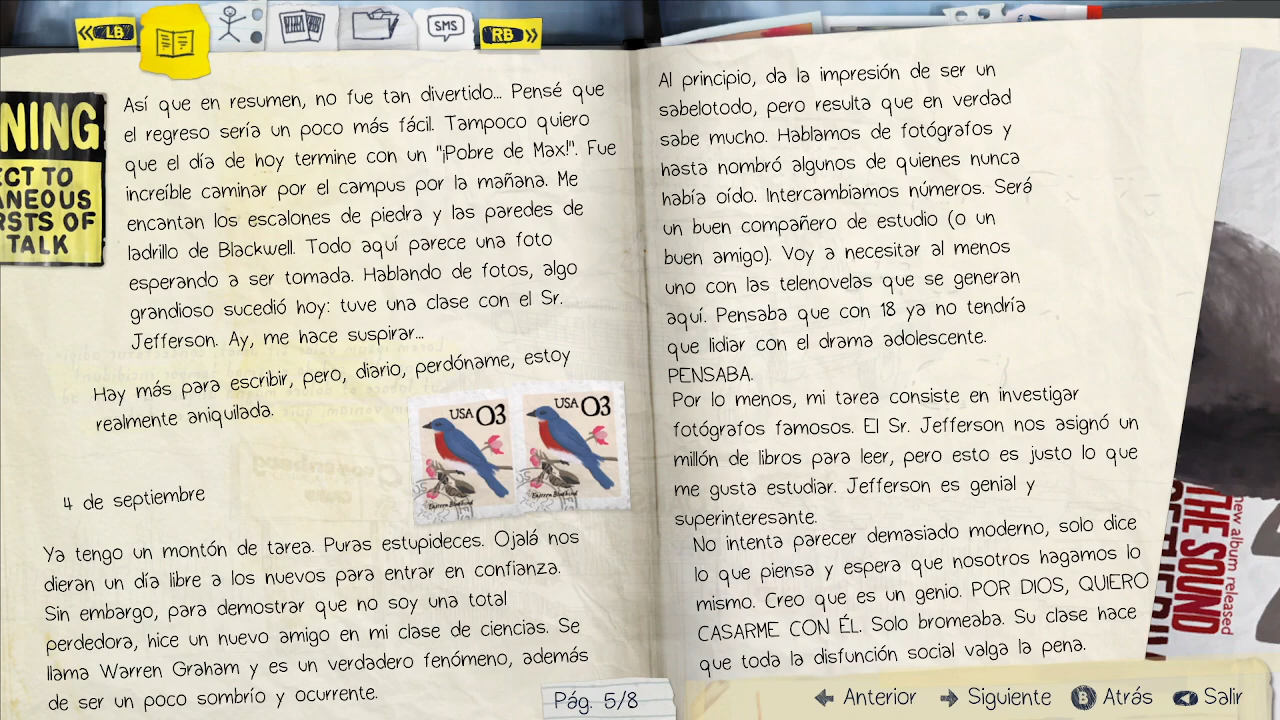 LB
SMS
RB
NING
ECT TO
ANEOUS
RSTS OF
TALK
Así que en resumen, no fue tan divertido... Pensé que
el regreso sería un poco más fácil. Tampoco quiero
que el día de hoy termine con un "¡Pobre de Max!". Fue
increíble caminar por el campus por la mañana. Me
encantan los escalones de piedra y las paredes de
ladrillo de Blackwell. Todo aquí parece una foto
esperando a ser tomada. Hablando de fotos, algo
grandioso sucedió hoy: tuve una clase con el Sr.
Jefferson. Ay, me hace suspirar...
Hay más para escribir, pero, diario, perdóname, estoy
realmente aniquilada.
USA 03
USA 03
Eastern Bluebird
Eastern Bluebird
4 de septiembre
Ya tengo un montón de tarea. Puras estupideces. Ojalá nos
dieran un día libre a los nuevos para entrar en confianza.
Sin embargo, para demostrar que no soy una total
perdedora, hice un nuevo amigo en mi clase de ciencias. Se
llama Warren Graham y es un verdadero fenómeno, además
de ser un poco sombrío y ocurrente.
Al principio, da la impresión de ser un
sabelotodo, pero resulta que en verdad
sabe mucho. Hablamos de fotógrafos y
hasta nombró algunos de quienes nunca
había oído. Intercambiamos números. Será
un buen compañero de estudio (o un
buen amigo). Voy a necesitar al menos
uno con las telenovelas que se generan
aquí. Pensaba que con 18 ya no tendría
que lidiar con el drama adolescente.
PENSABA.
Por lo menos, mi tarea consiste en investigar
fotógrafos famosos. El Sr. Jefferson nos asignó un
millón de libros para leer, pero esto es justo lo que
me gusta estudiar. Jefferson es genial y
superinteresante.
No intenta parecer demasiado moderno, solo dice
lo que piensa y espera que nosotros hagamos lo
mismo. Creo que es un genio. POR DIOS, QUIERO
CASARME CON ÉL. Solo bromeaba. Su clase hace
que toda la disfunción social valga la pena.
new album released
THE SOUND
Pág. 5/8
Anterior
Siguiente
B Atrás
Salir